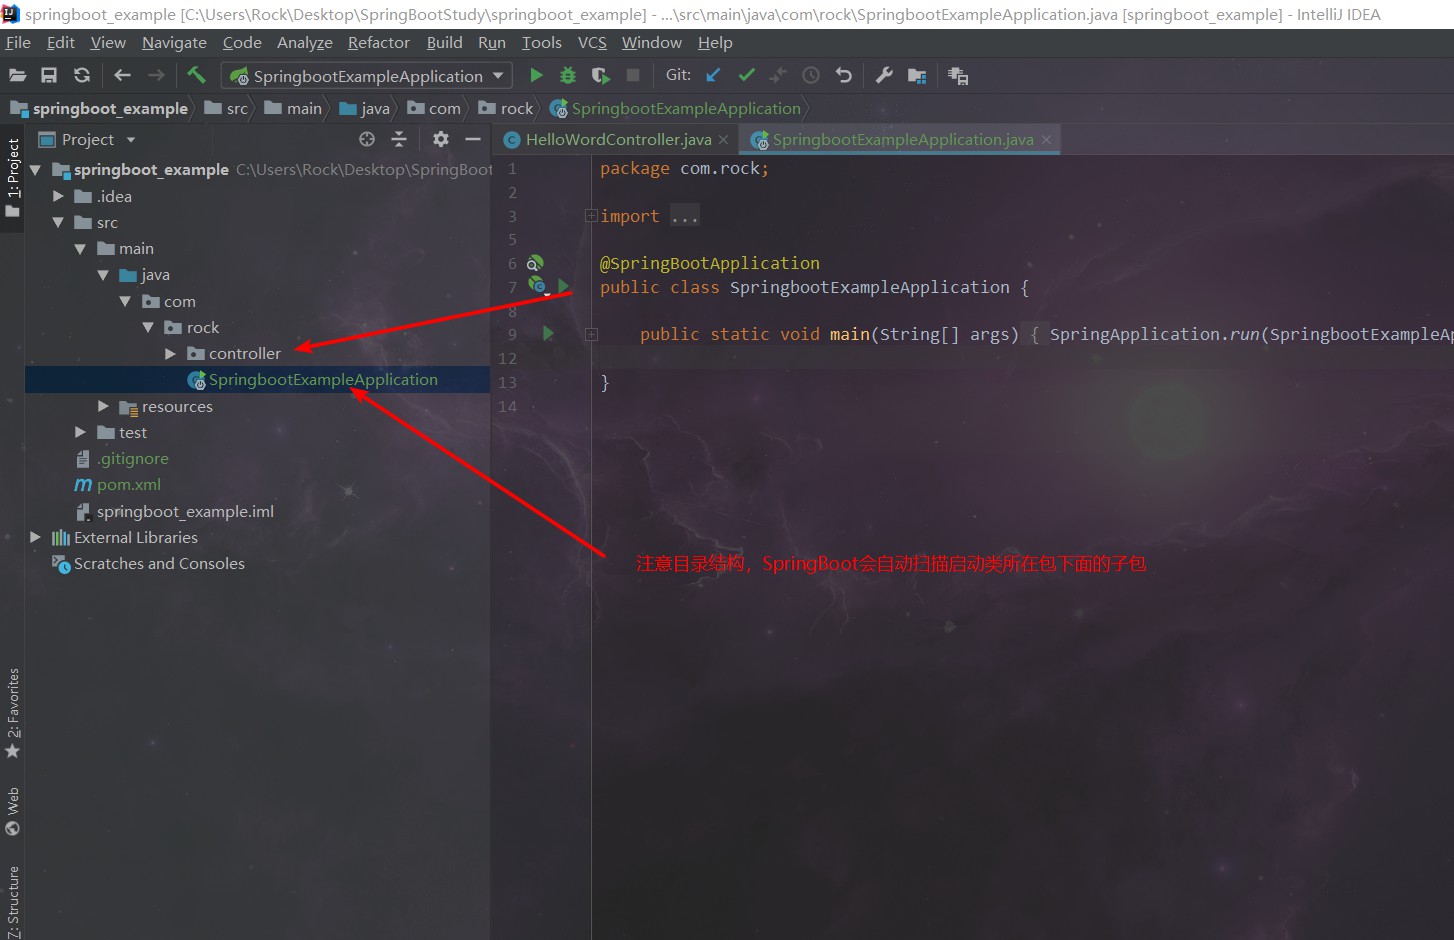 springboot_example [C:\Users\Rock\Desktop\SpringBootStudy\springboot_example] - ...\src\main\java\com\rock\SpringbootExampleApplication.java [springboot_example] - IntelliJ IDEA
File Edit View Navigate Code Analyze Refactor Build Run Tools VCS Window Help
SpringbootExampleApplication Git:
springboot_example src main java com rock SpringbootExampleApplication
Project
HelloWordController.java SpringbootExampleApplication.java
1: Project
springboot_example C:\Users\Rock\Desktop\SpringBoot
.idea
src
main
java
com
rock
controller
SpringbootExampleApplication
resources
test
.gitignore
pom.xml
springboot_example.iml
External Libraries
Scratches and Consoles
2: Favorites
Web
7: Structure
1 package com.rock;
2
3 import ...
5
6 @SpringBootApplication
7 public class SpringbootExampleApplication {
8
9 public static void main(String[] args) { SpringApplication.run(SpringbootExampleAp
12
13 }
14
注意目录结构，SpringBoot会自动扫描启动类所在包下面的子包